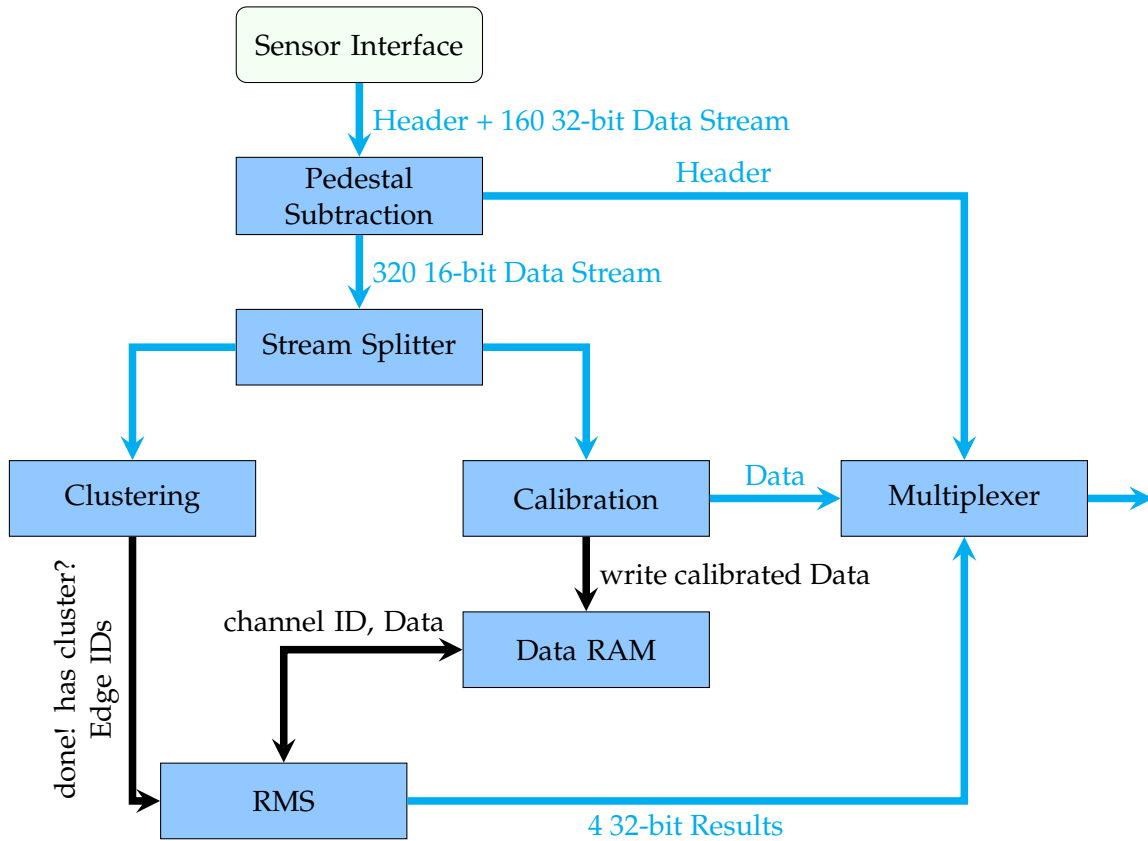 Sensor Interface
Header + 160 32-bit Data Stream
Pedestal
Subtraction
Header
320 16-bit Data Stream
Stream Splitter
Clustering
Calibration
Data
Multiplexer
write calibrated Data
done! has cluster?
Edge IDs
channel ID, Data
Data RAM
RMS
4 32-bit Results